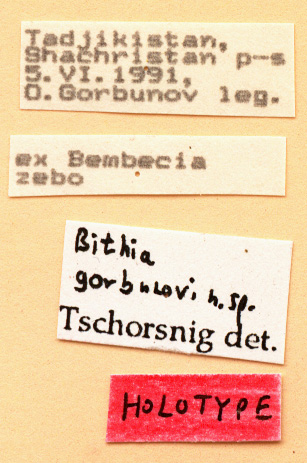 Tadjikistan,
Shachristan p-s
5.VI.1991,
O.Gorbunov leg.
ex Bembecia
zebo
Bithia
gorbunovi n.sp.
Tschorsnig det.
HOLOTYPE